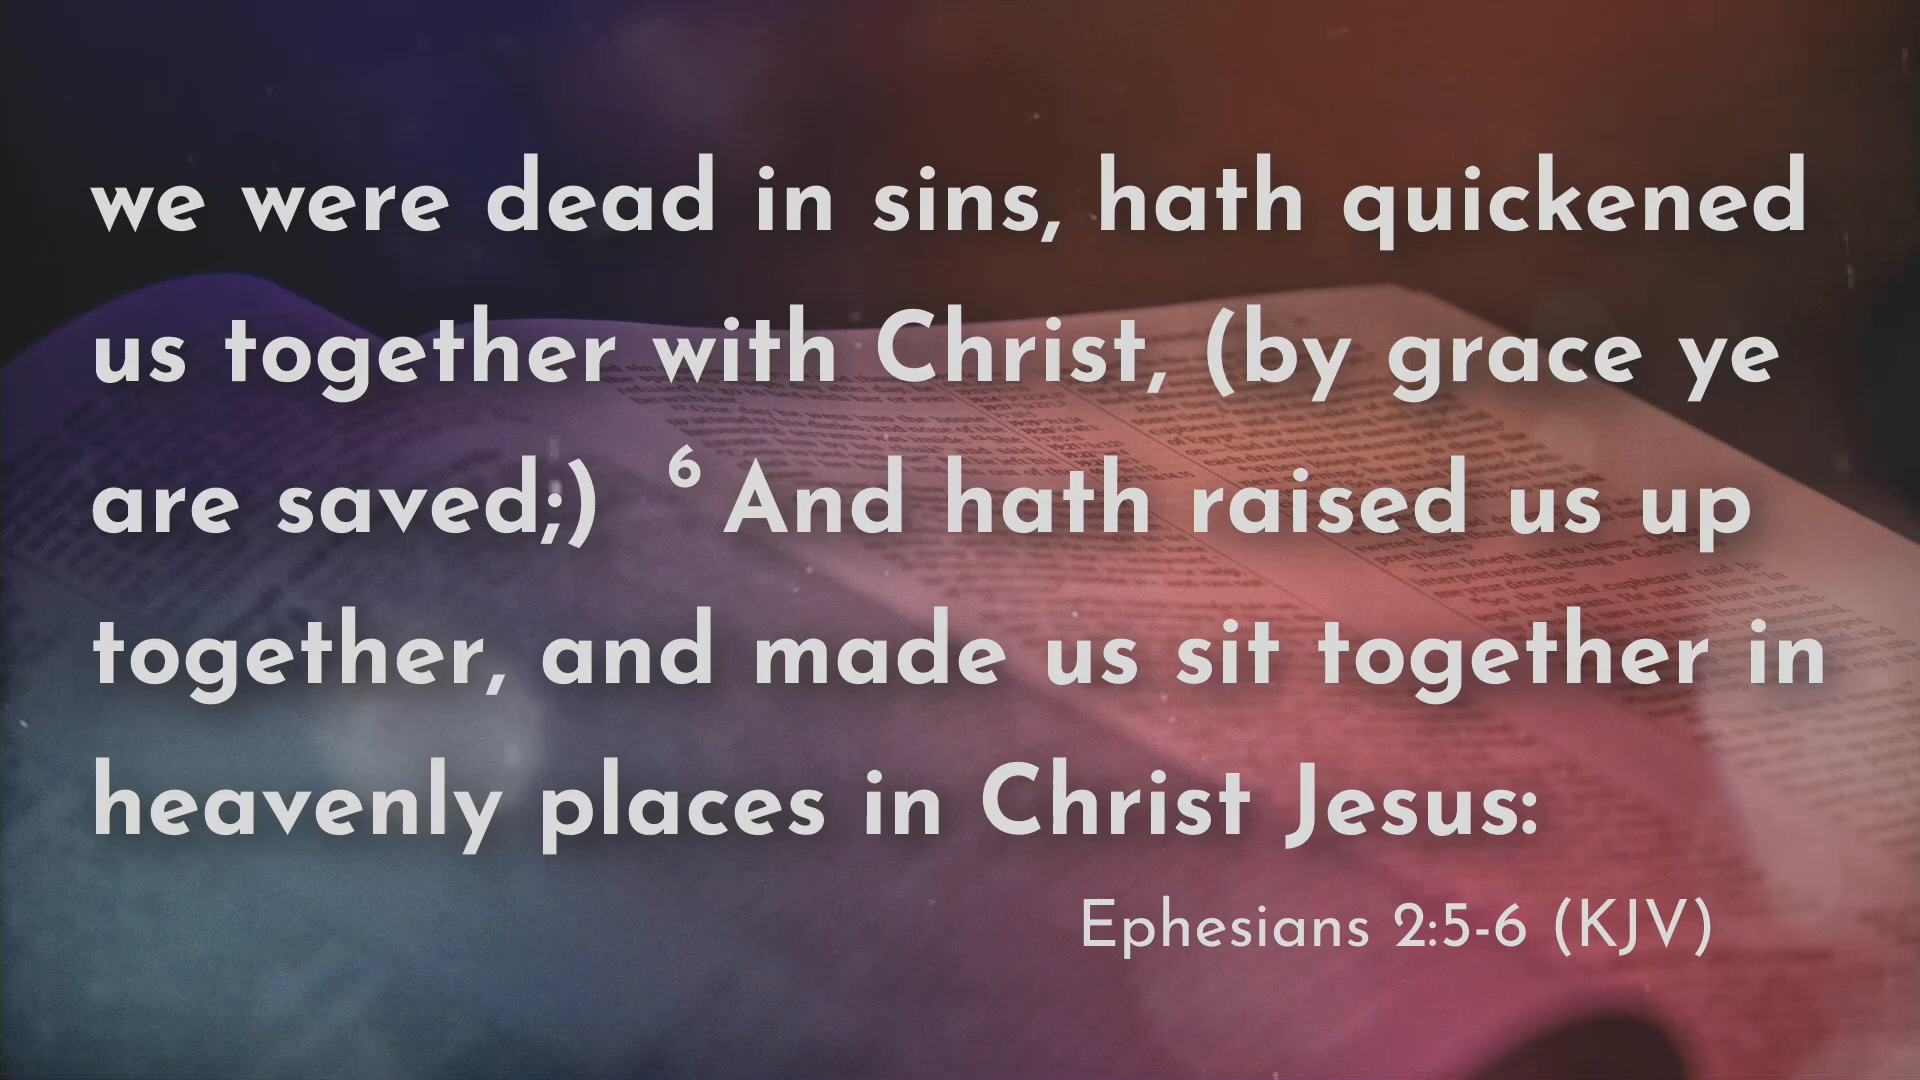 we were dead in sins, hath quickened
us together with Christ, (by grace ye
are saved;) ⁶ And hath raised us up
together, and made us sit together in
heavenly places in Christ Jesus:
Ephesians 2:5-6 (KJV)